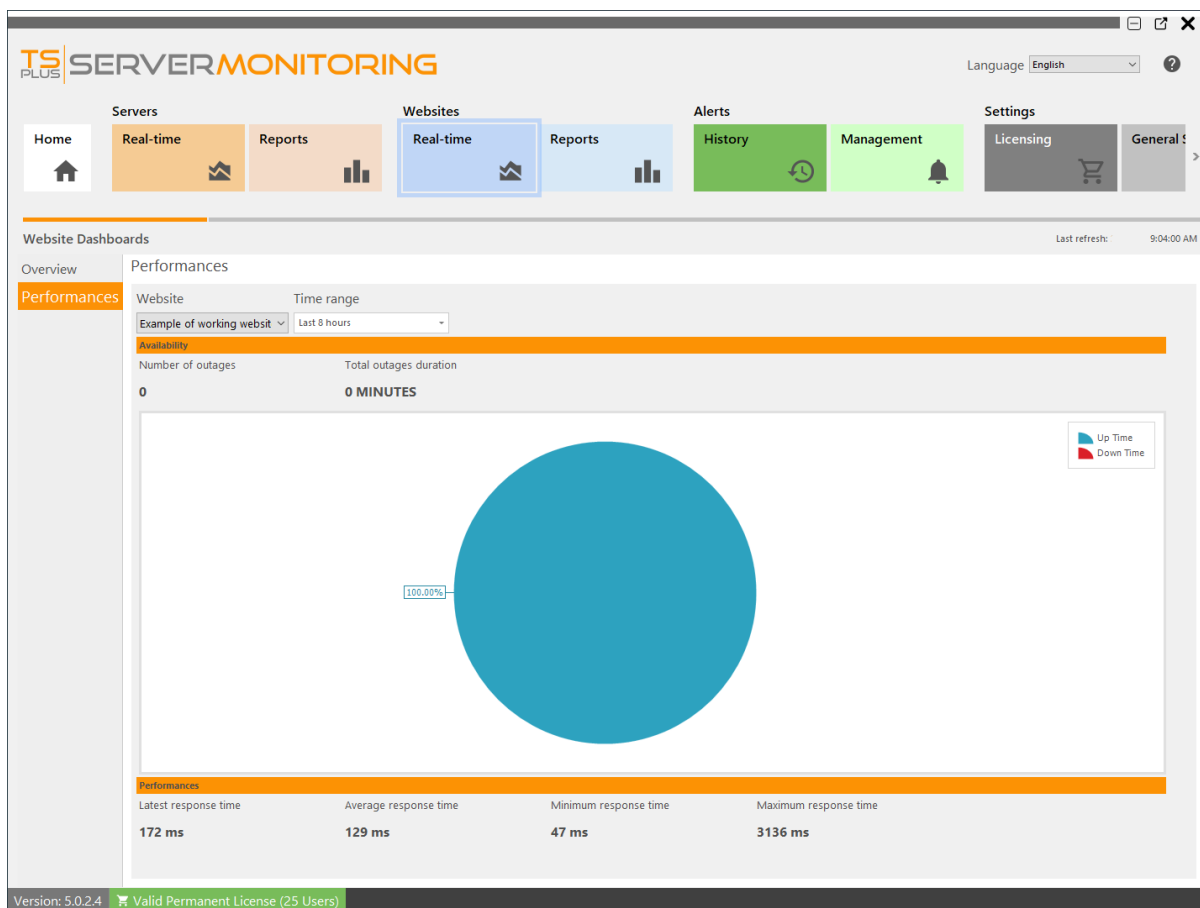 TS PLUS SERVERMONITORING
Language English
Servers Websites Alerts Settings
Home Real-time Reports Real-time Reports History Management Licensing General
Website Dashboards Last refresh: 9:04:00 AM
Overview
Performances
Performances
Website Time range
Example of working websit Last 8 hours
Availability
Number of outages Total outages duration
0 0 MINUTES
Up Time
Down Time
100.00%
Performances
Latest response time Average response time Minimum response time Maximum response time
172 ms 129 ms 47 ms 3136 ms
Version: 5.0.2.4 Valid Permanent License (25 Users)